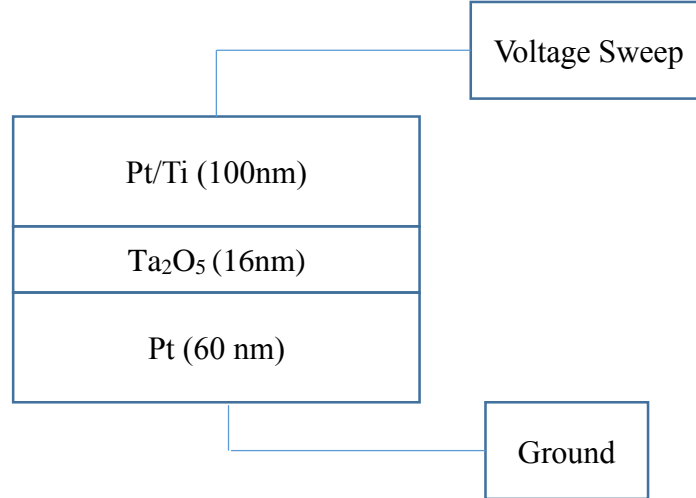 Voltage Sweep
Pt/Ti (100nm)
Ta₂O₅ (16nm)
Pt (60 nm)
Ground